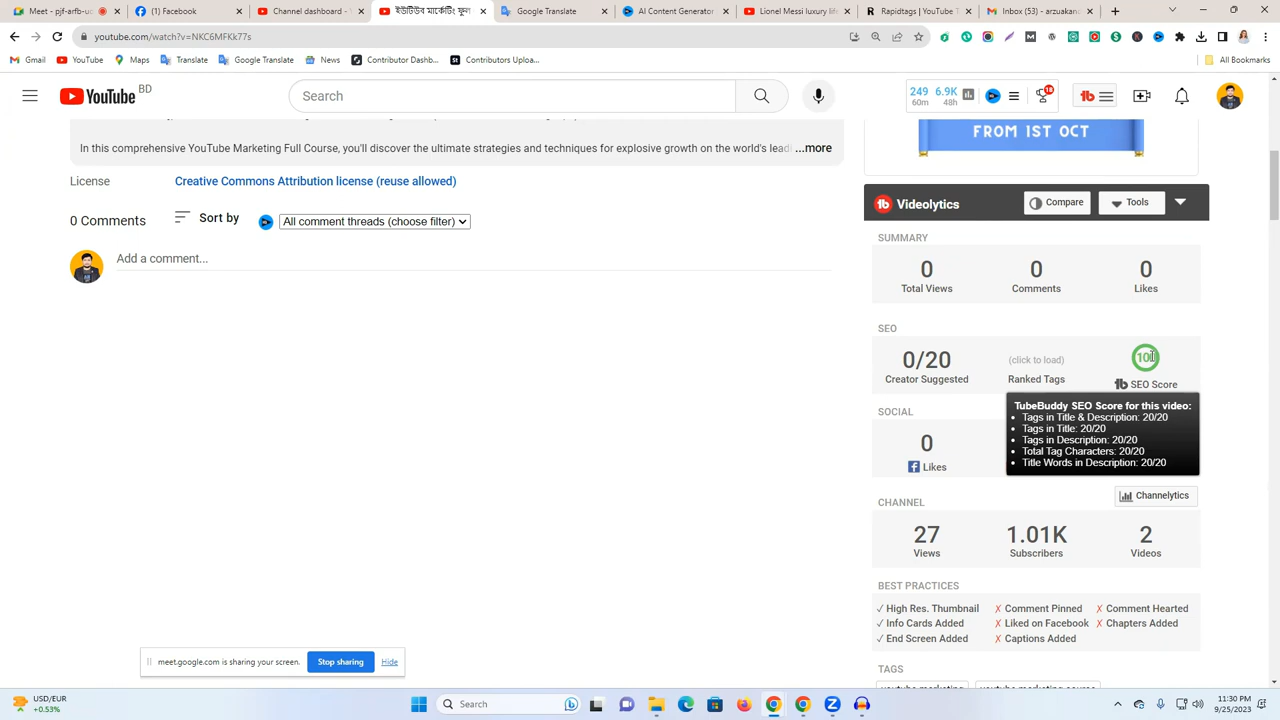 Meet - pjf-arfb-uc
Facebook
Channel dashboard -
ইউটিউব মার্কেটিং ফুল
Google Translate
AI Content Generator
Lionel Messi luxury life
Rapidtags | YouTube T
Inbox (53) - arzukan
youtube.com/watch?v=NKC6MFKk77s
Gmail
YouTube
Maps
Translate
Google Translate
News
Contributor Dashb...
Contributors Uploa...
All Bookmarks
YouTube BD
Search
249 6.9K
60m 48h
18
FROM 1ST OCT
In this comprehensive YouTube Marketing Full Course, you'll discover the ultimate strategies and techniques for explosive growth on the world's leadi ...more
License Creative Commons Attribution license (reuse allowed)
0 Comments Sort by All comment threads (choose filter)
Add a comment...
Videolytics Compare Tools
SUMMARY
0 0 0
Total Views Comments Likes
SEO
0/20 (click to load) 100
Creator Suggested Ranked Tags SEO Score
TubeBuddy SEO Score for this video:
• Tags in Title & Description: 20/20
• Tags in Title: 20/20
• Tags in Description: 20/20
• Total Tag Characters: 20/20
• Title Words in Description: 20/20
SOCIAL
0
Likes
CHANNEL Channelytics
27 1.01K 2
Views Subscribers Videos
BEST PRACTICES
✓ High Res. Thumbnail ✗ Comment Pinned ✗ Comment Hearted
✓ Info Cards Added ✗ Liked on Facebook ✗ Chapters Added
✓ End Screen Added ✗ Captions Added
TAGS
youtube marketing youtube marketing course
meet.google.com is sharing your screen. Stop sharing Hide
USD/EUR
+0.53%
Search
11:30 PM
9/25/2023